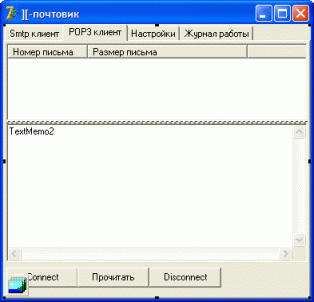 ][-почтовик
Smtp клиент POP3 клиент Настройки Журнал работы
Номер письма Размер письма
TextMemo2
Connect Прочитать Disconnect